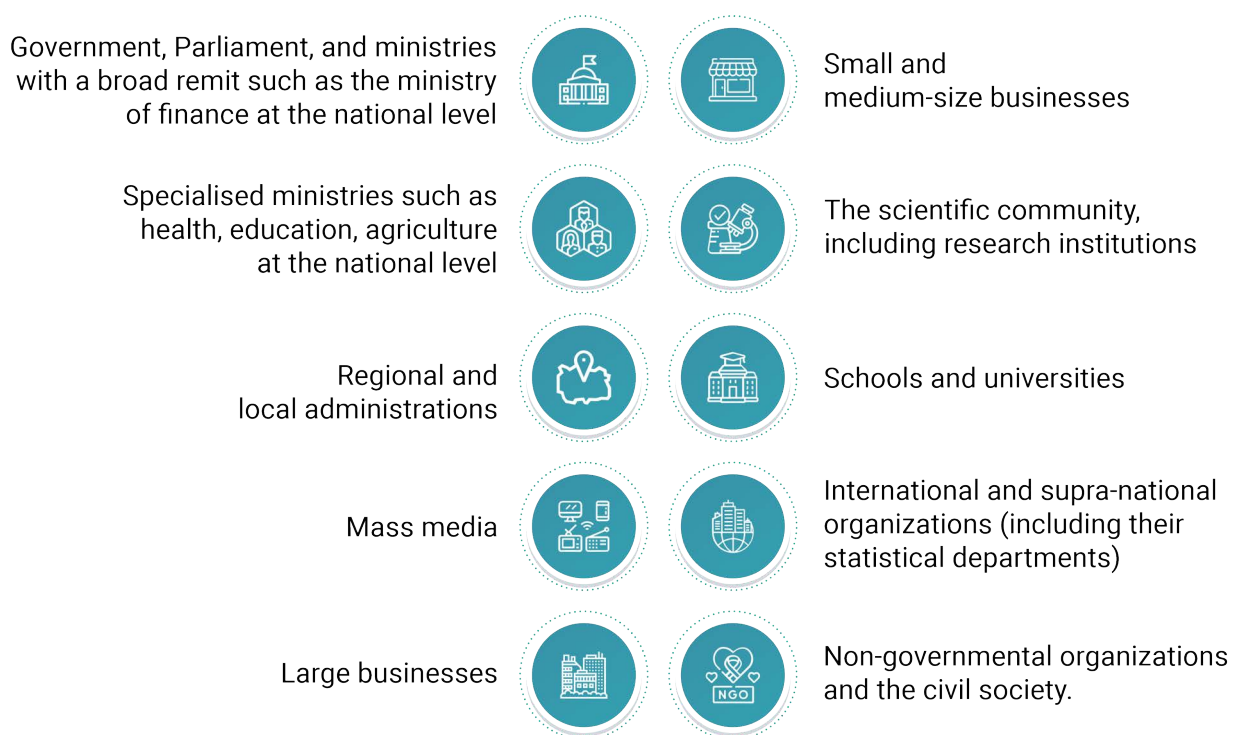 Government, Parliament, and ministries
with a broad remit such as the ministry
of finance at the national level
Small and
medium-size businesses
Specialised ministries such as
health, education, agriculture
at the national level
The scientific community,
including research institutions
Regional and
local administrations
Schools and universities
Mass media
International and supra-national
organizations (including their
statistical departments)
Large businesses
Non-governmental organizations
and the civil society.
NGO